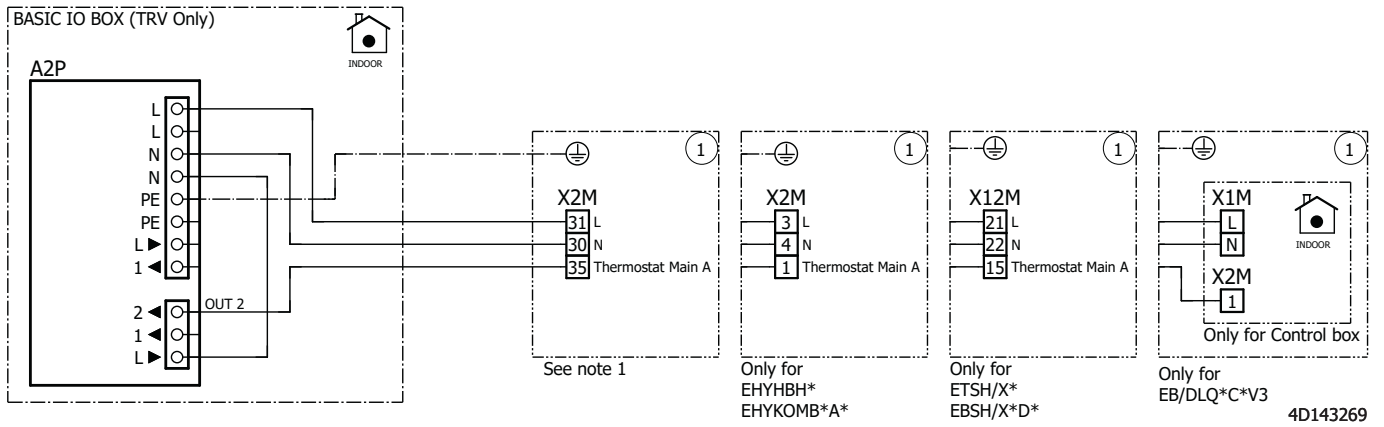 BASIC IO BOX (TRV Only)
INDOOR
A2P
L
L
N
N
PE
PE
L
1
2 OUT 2
1
L
1
X2M
31 L
30 N
35 Thermostat Main A
See note 1
1
X2M
3 L
4 N
1 Thermostat Main A
Only for
EHYHBH*
EHYKOMB*A*
1
X12M
21 L
22 N
15 Thermostat Main A
Only for
ETSH/X*
EBSH/X*D*
1
X1M
L
N
INDOOR
X2M
1
Only for Control box
Only for
EB/DLQ*C*V3
4D143269